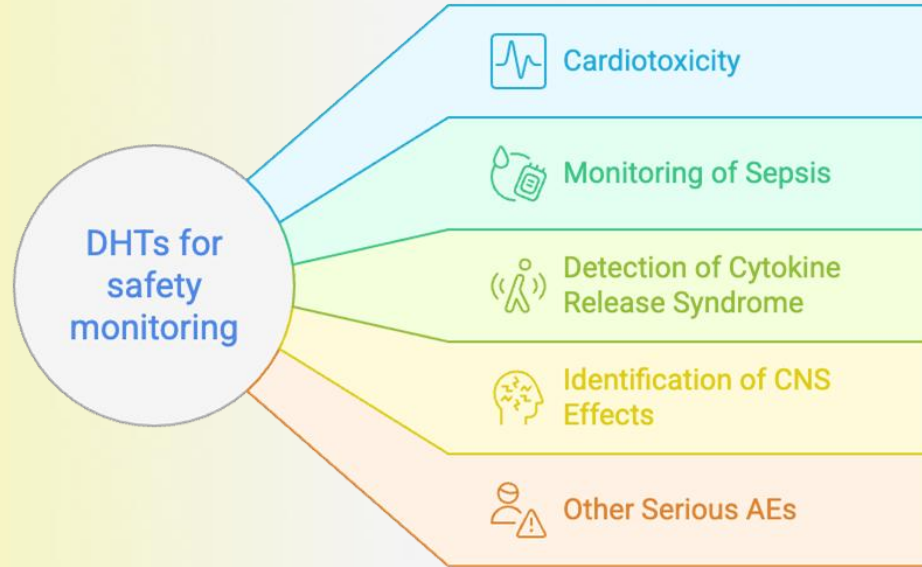 DHTs for
safety
monitoring
Cardiotoxicity
Monitoring of Sepsis
Detection of Cytokine
Release Syndrome
Identification of CNS
Effects
Other Serious AEs